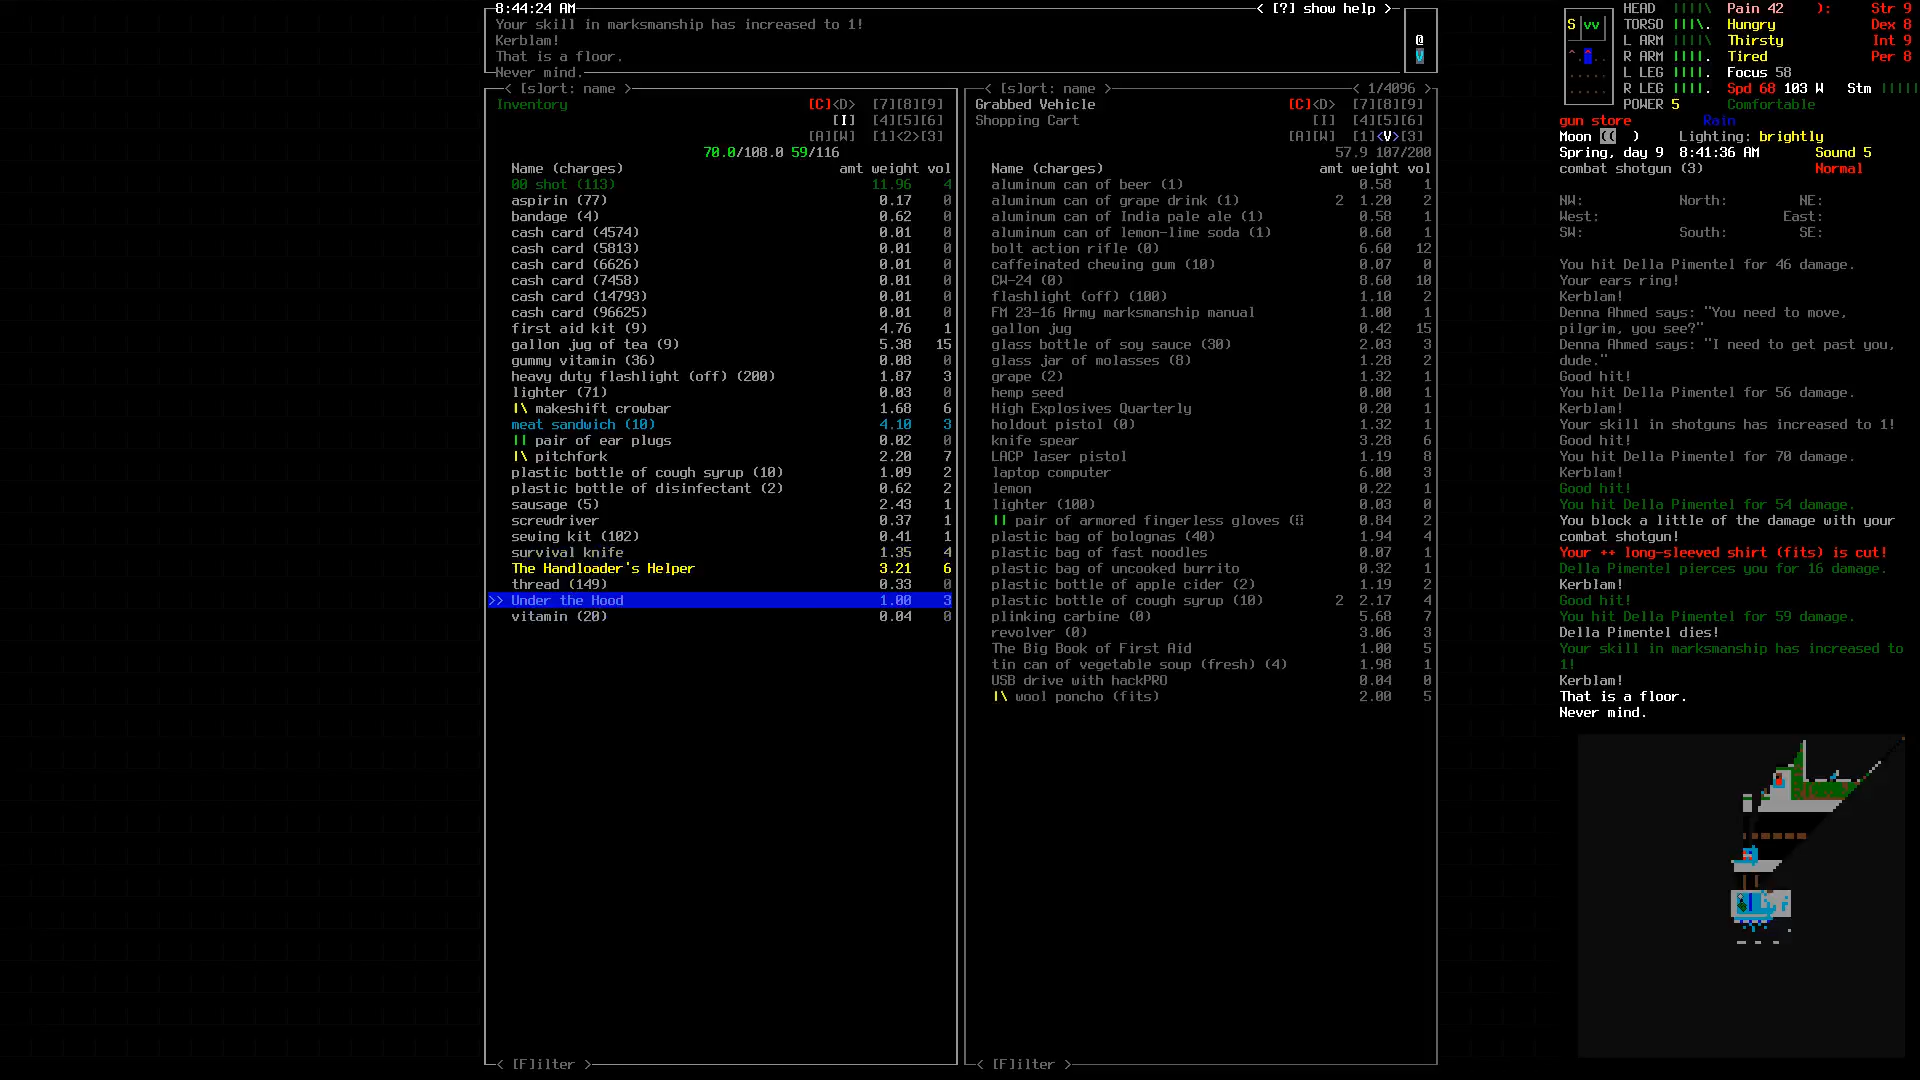 8:44:24 AM
< [?] show help >
Your skill in marksmanship has increased to 1!
Kerblam!
That is a floor.
Never mind.
< [s]ort: name >
Inventory
[C]<D> [7][8][9]
[I] [4][5][6]
[A][W] [1]<2>[3]
70.0/108.0 59/116
Name (charges) amt weight vol
00 shot (113) 11.96 4
aspirin (77) 0.17 0
bandage (4) 0.62 0
cash card (4574) 0.01 0
cash card (5813) 0.01 0
cash card (6626) 0.01 0
cash card (7458) 0.01 0
cash card (14793) 0.01 0
cash card (96625) 0.01 0
first aid kit (9) 4.76 1
gallon jug of tea (9) 5.38 15
gummy vitamin (36) 0.08 0
heavy duty flashlight (off) (200) 1.87 3
lighter (71) 0.03 0
|\ makeshift crowbar 1.68 6
meat sandwich (10) 4.10 3
|| pair of ear plugs 0.02 0
|\ pitchfork 2.20 7
plastic bottle of cough syrup (10) 1.09 2
plastic bottle of disinfectant (2) 0.62 2
sausage (5) 2.43 1
screwdriver 0.37 1
sewing kit (102) 0.41 1
survival knife 1.35 4
The Handloader's Helper 3.21 6
thread (149) 0.33 0
>> Under the Hood 1.00 3
vitamin (20) 0.04 0
< [F]ilter >
< [s]ort: name >
< 1/4096 >
Grabbed Vehicle [C]<D> [7][8][9]
Shopping Cart [I] [4][5][6]
[A][W] [1]<V>[3]
57.9 107/200
Name (charges) amt weight vol
aluminum can of beer (1) 0.58 1
aluminum can of grape drink (1) 2 1.20 2
aluminum can of India pale ale (1) 0.58 1
aluminum can of lemon-lime soda (1) 0.60 1
bolt action rifle (0) 6.60 12
caffeinated chewing gum (10) 0.07 0
CW-24 (0) 8.60 10
flashlight (off) (100) 1.10 2
FM 23-16 Army marksmanship manual 1.00 1
gallon jug 0.42 15
glass bottle of soy sauce (30) 2.03 3
glass jar of molasses (8) 1.28 2
grape (2) 1.32 1
hemp seed 0.00 1
High Explosives Quarterly 0.20 1
holdout pistol (0) 1.32 1
knife spear 3.28 6
LACP laser pistol 1.19 8
laptop computer 6.00 3
lemon 0.22 1
lighter (100) 0.03 0
|| pair of armored fingerless gloves ( 0.84 2
plastic bag of bolognas (40) 1.94 4
plastic bag of fast noodles 0.07 1
plastic bag of uncooked burrito 0.32 1
plastic bottle of apple cider (2) 1.19 2
plastic bottle of cough syrup (10) 2 2.17 4
plinking carbine (0) 5.68 7
revolver (0) 3.06 3
The Big Book of First Aid 1.00 5
tin can of vegetable soup (fresh) (4) 1.98 1
USB drive with hackPRO 0.04 0
|\ wool poncho (fits) 2.00 5
< [F]ilter >
@
V
S vv
HEAD ||||\ Pain 42 ): Str 9
TORSO |||\. Hungry Dex 8
L ARM ||||\ Thirsty Int 9
R ARM ||||. Tired Per 8
L LEG ||||. Focus 58
R LEG ||||. Spd 68 103 W Stm |||||
POWER 5 Comfortable
gun store Rain
Moon (( ) Lighting: brightly
Spring, day 9 8:41:36 AM Sound 5
combat shotgun (3) Normal
NW: North: NE:
West: East:
SW: South: SE:
You hit Della Pimentel for 46 damage.
Your ears ring!
Kerblam!
Denna Ahmed says: "You need to move,
pilgrim, you see?"
Denna Ahmed says: "I need to get past you,
dude."
Good hit!
You hit Della Pimentel for 56 damage.
Kerblam!
Your skill in shotguns has increased to 1!
Good hit!
You hit Della Pimentel for 70 damage.
Kerblam!
Good hit!
You hit Della Pimentel for 54 damage.
You block a little of the damage with your
combat shotgun!
Your ++ long-sleeved shirt (fits) is cut!
Della Pimentel pierces you for 16 damage.
Kerblam!
Good hit!
You hit Della Pimentel for 59 damage.
Della Pimentel dies!
Your skill in marksmanship has increased to
1!
Kerblam!
That is a floor.
Never mind.